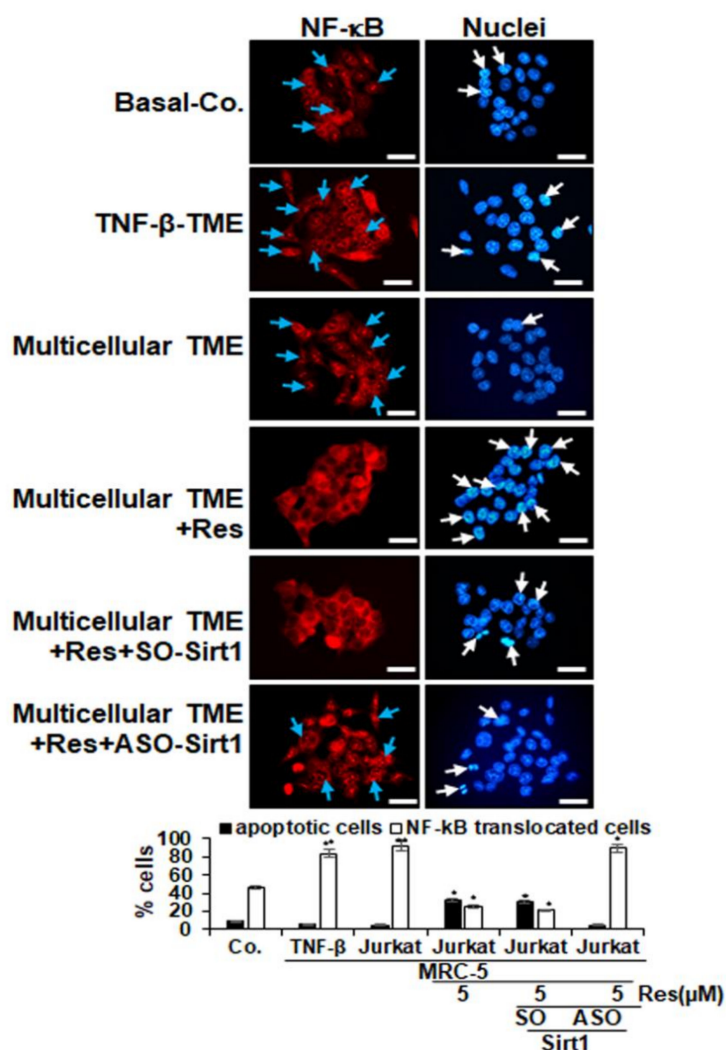 NF-κB Nuclei
Basal-Co.
TNF-β-TME
Multicellular TME
Multicellular TME
+Res
Multicellular TME
+Res+SO-Sirt1
Multicellular TME
+Res+ASO-Sirt1
apoptotic cells NF-kB translocated cells
% cells
100
80
60
40
20
0
** ** * * * * *
Co. TNF-β Jurkat Jurkat Jurkat Jurkat
MRC-5
5 5 5 Res(μM)
SO ASO
Sirt1